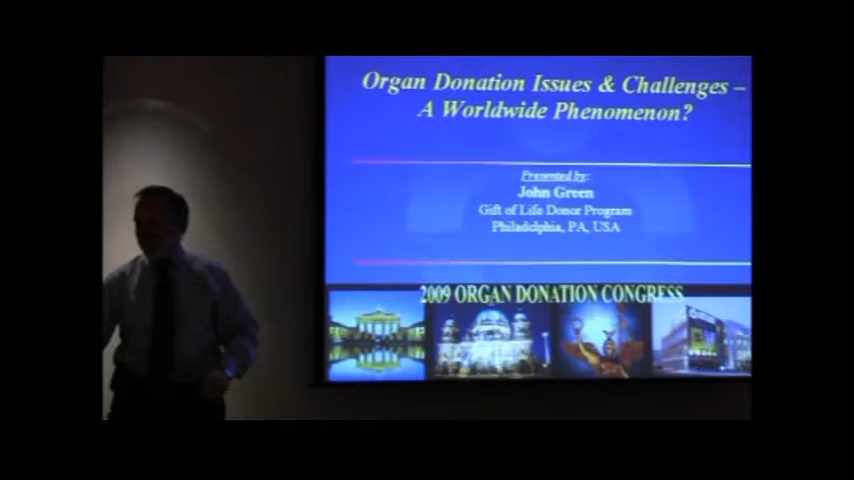 Organ Donation Issues & Challenges –
A Worldwide Phenomenon?
Presented by:
John Green
Gift of Life Donor Program
Philadelphia, PA, USA
2009 ORGAN DONATION CONGRESS